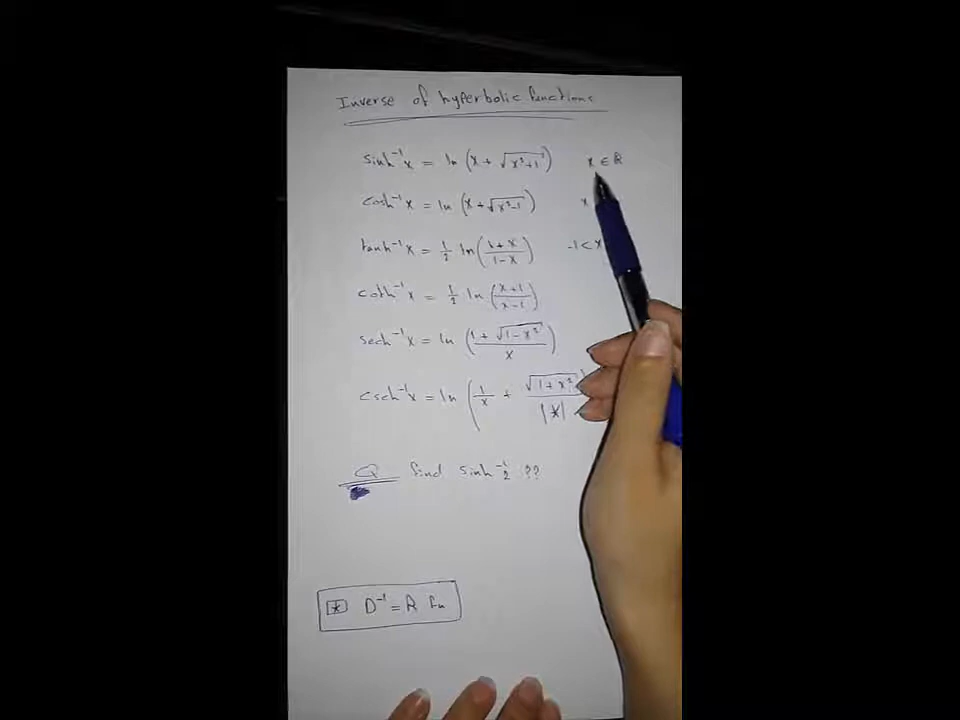 Inverse of hyperbolic functions
sinh⁻¹x = ln (x + √(x²+1)) x ∈ R
cosh⁻¹x = ln (x + √(x²-1)) x
tanh⁻¹x = 1/2 ln ((1+x)/(1-x)) -1 < x
coth⁻¹x = 1/2 ln ((x+1)/(x-1))
sech⁻¹x = ln ((1 + √(1-x²))/x)
csch⁻¹x = ln (1/x + √(1+x²)/|x|
Q find sinh⁻¹ 2 ??
* D⁻¹ = R fn